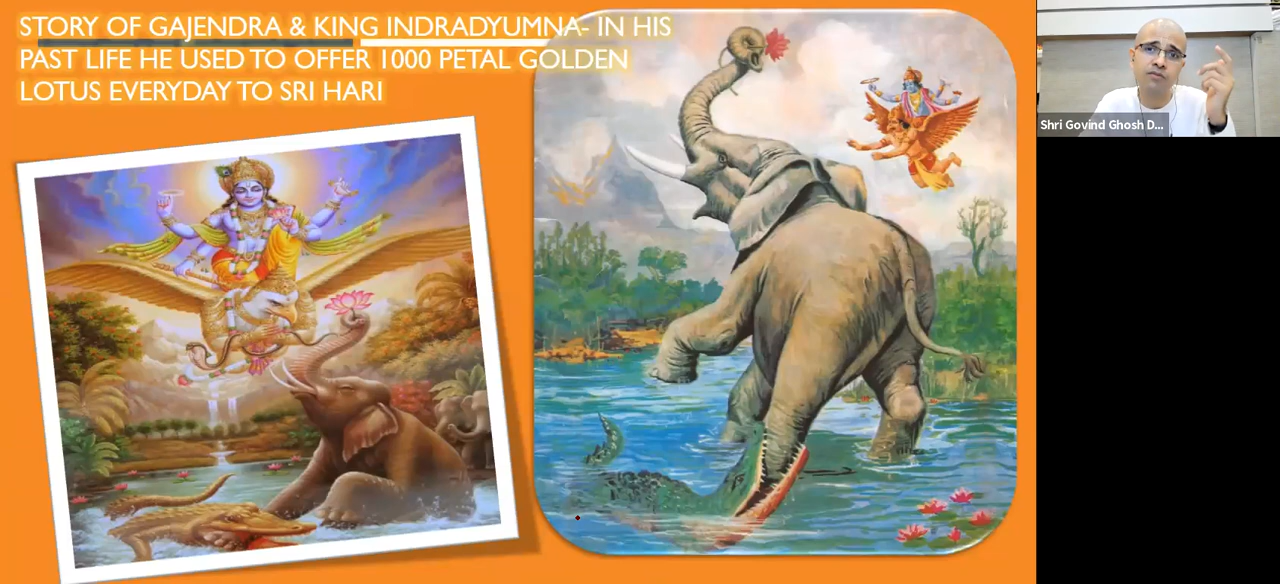 STORY OF GAJENDRA & KING INDRADYUMNA- IN HIS
PAST LIFE HE USED TO OFFER 1000 PETAL GOLDEN
LOTUS EVERYDAY TO SRI HARI
Shri Govind Ghosh D...